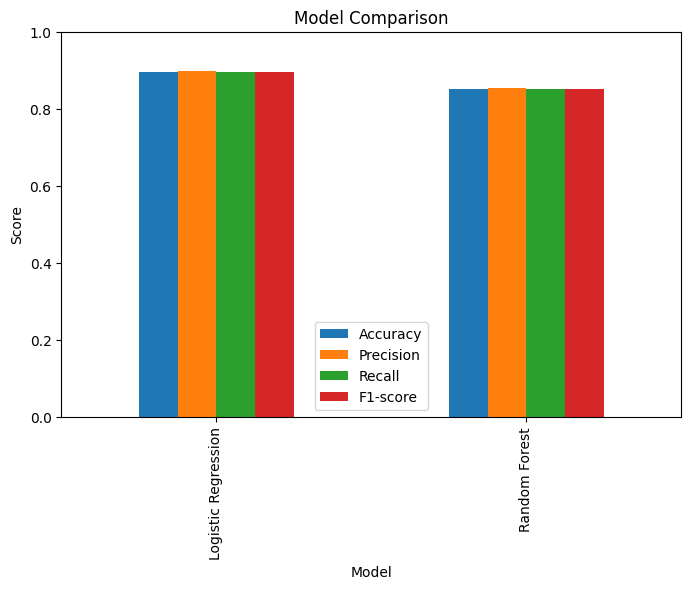 Model Comparison
1.0
0.8
0.6
0.4
0.2
0.0
Score
Accuracy
Precision
Recall
F1-score
Logistic Regression
Random Forest
Model